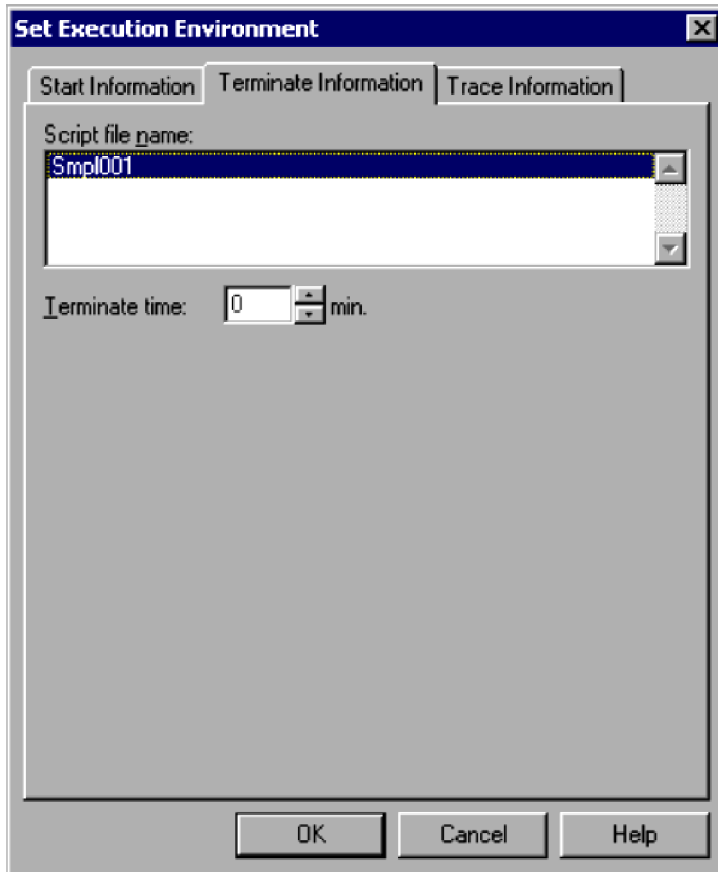 Set Execution Environment
Start Information Terminate Information Trace Information
Script file name:
Smpl001
Terminate time: 0 min.
OK Cancel Help